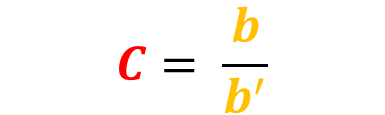 C = b / b′